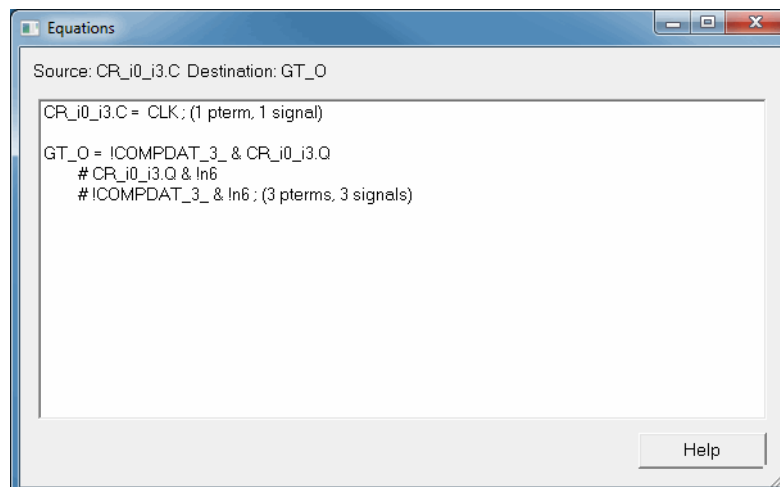 Equations
Source: CR_i0_i3.C Destination: GT_O
CR_i0_i3.C = CLK ; (1 pterm, 1 signal)
GT_O = !COMPDAT_3_ & CR_i0_i3.Q
# CR_i0_i3.Q & !n6
# !COMPDAT_3_ & !n6 ; (3 pterms, 3 signals)
Help